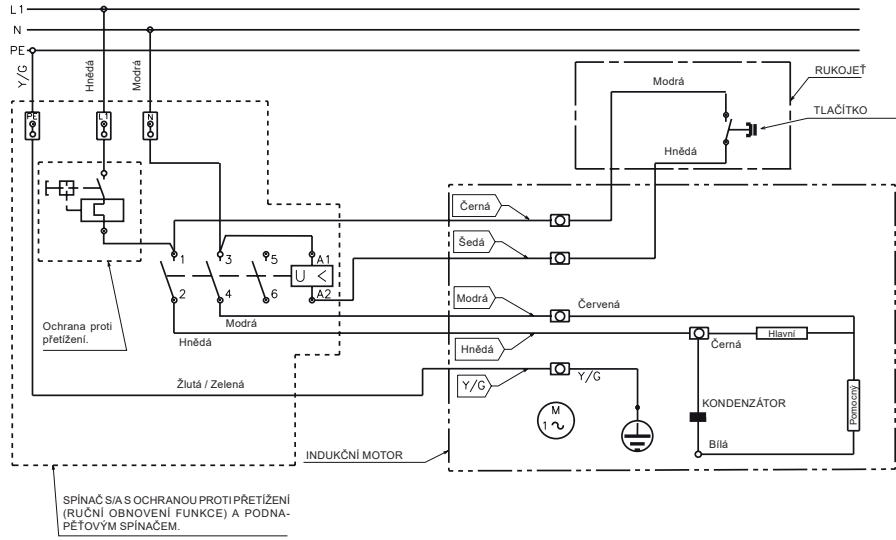 L1
N
PE
Y/G
Hnědá
Modrá
PE
L1
N
Modrá
Hnědá
RUKOJEŤ
TLAČÍTKO
Černá
Šedá
1
3
5
A1
U <
2
4
6
A2
Modrá
Červená
Modrá
Hnědá
Hnědá
Černá
Hlavní
Ochrana proti
přetížení.
Žlutá / Zelená
Y/G
Y/G
M
1 ~
KONDENZÁTOR
Pomocný
Bílá
INDUKČNÍ MOTOR
SPÍNAČ S/A S OCHRANOU PROTI PŘETÍŽENÍ
(RUČNÍ OBNOVENÍ FUNKCE) A PODNA-
PĚŤOVÝM SPÍNAČEM.